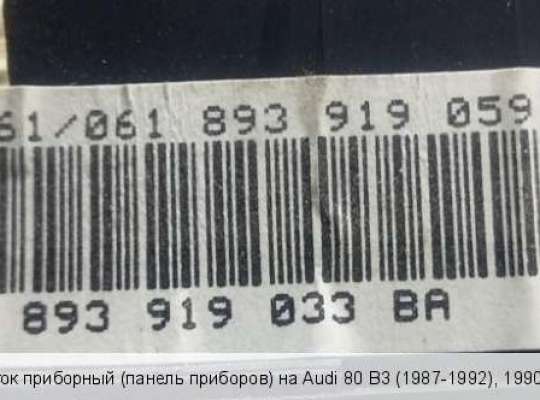 61/061 893 919 059
893 919 033 BA
ток приборный (панель приборов) на Audi 80 B3 (1987-1992), 1990